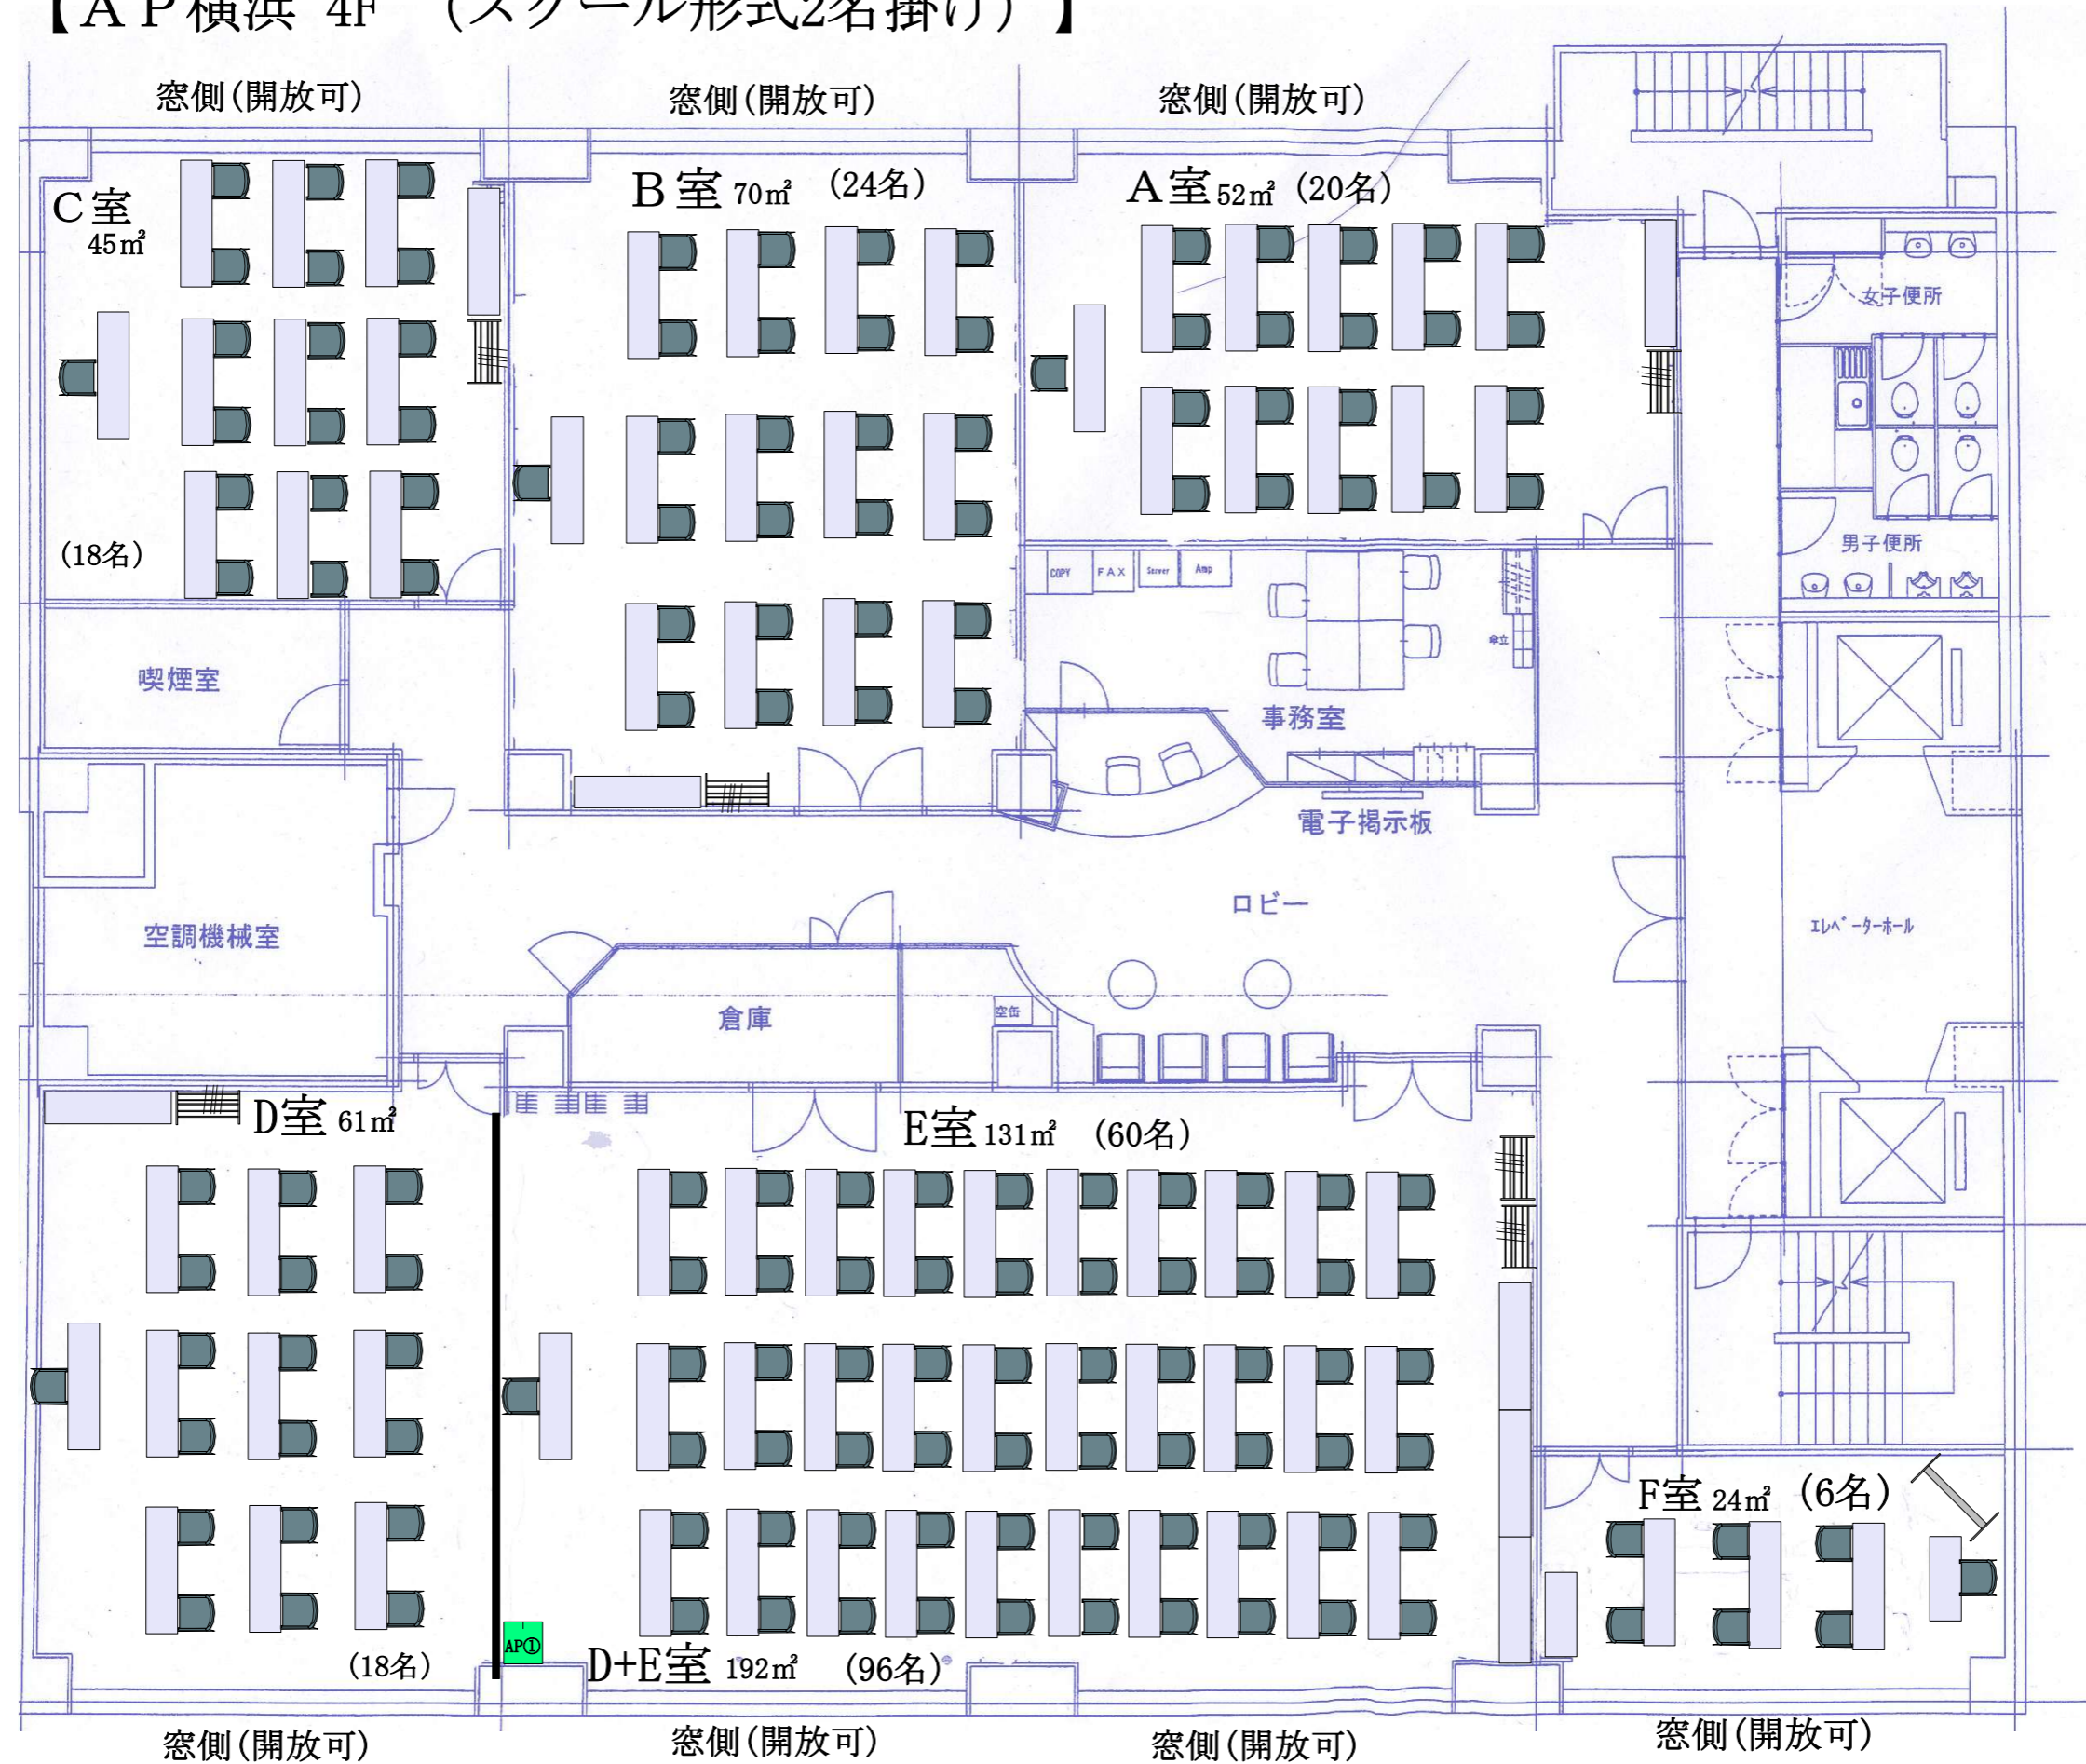 【ＡＰ横浜 4F （スクール形式2名掛け）】
窓側(開放可)
窓側(開放可)
窓側(開放可)
Ｃ室
45㎡
(18名)
Ｂ室 70㎡ (24名)
Ａ室 52㎡ (20名)
女子便所
男子便所
COPY
FAX
Server
Amp
傘立
喫煙室
事務室
電子掲示板
ロビー
エレベーターホール
空調機械室
倉庫
空缶
D室 61㎡
E室 131㎡ (60名)
F室 24㎡ (6名)
AP①
(18名)
D+E室 192㎡ (96名)
窓側(開放可)
窓側(開放可)
窓側(開放可)
窓側(開放可)